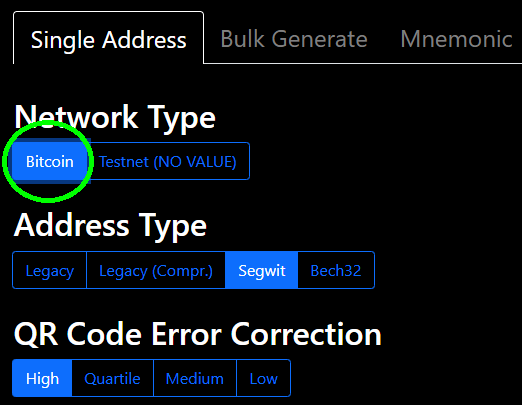 Single Address Bulk Generate Mnemonic
Network Type
Bitcoin Testnet (NO VALUE)
Address Type
Legacy Legacy (Compr.) Segwit Bech32
QR Code Error Correction
High Quartile Medium Low